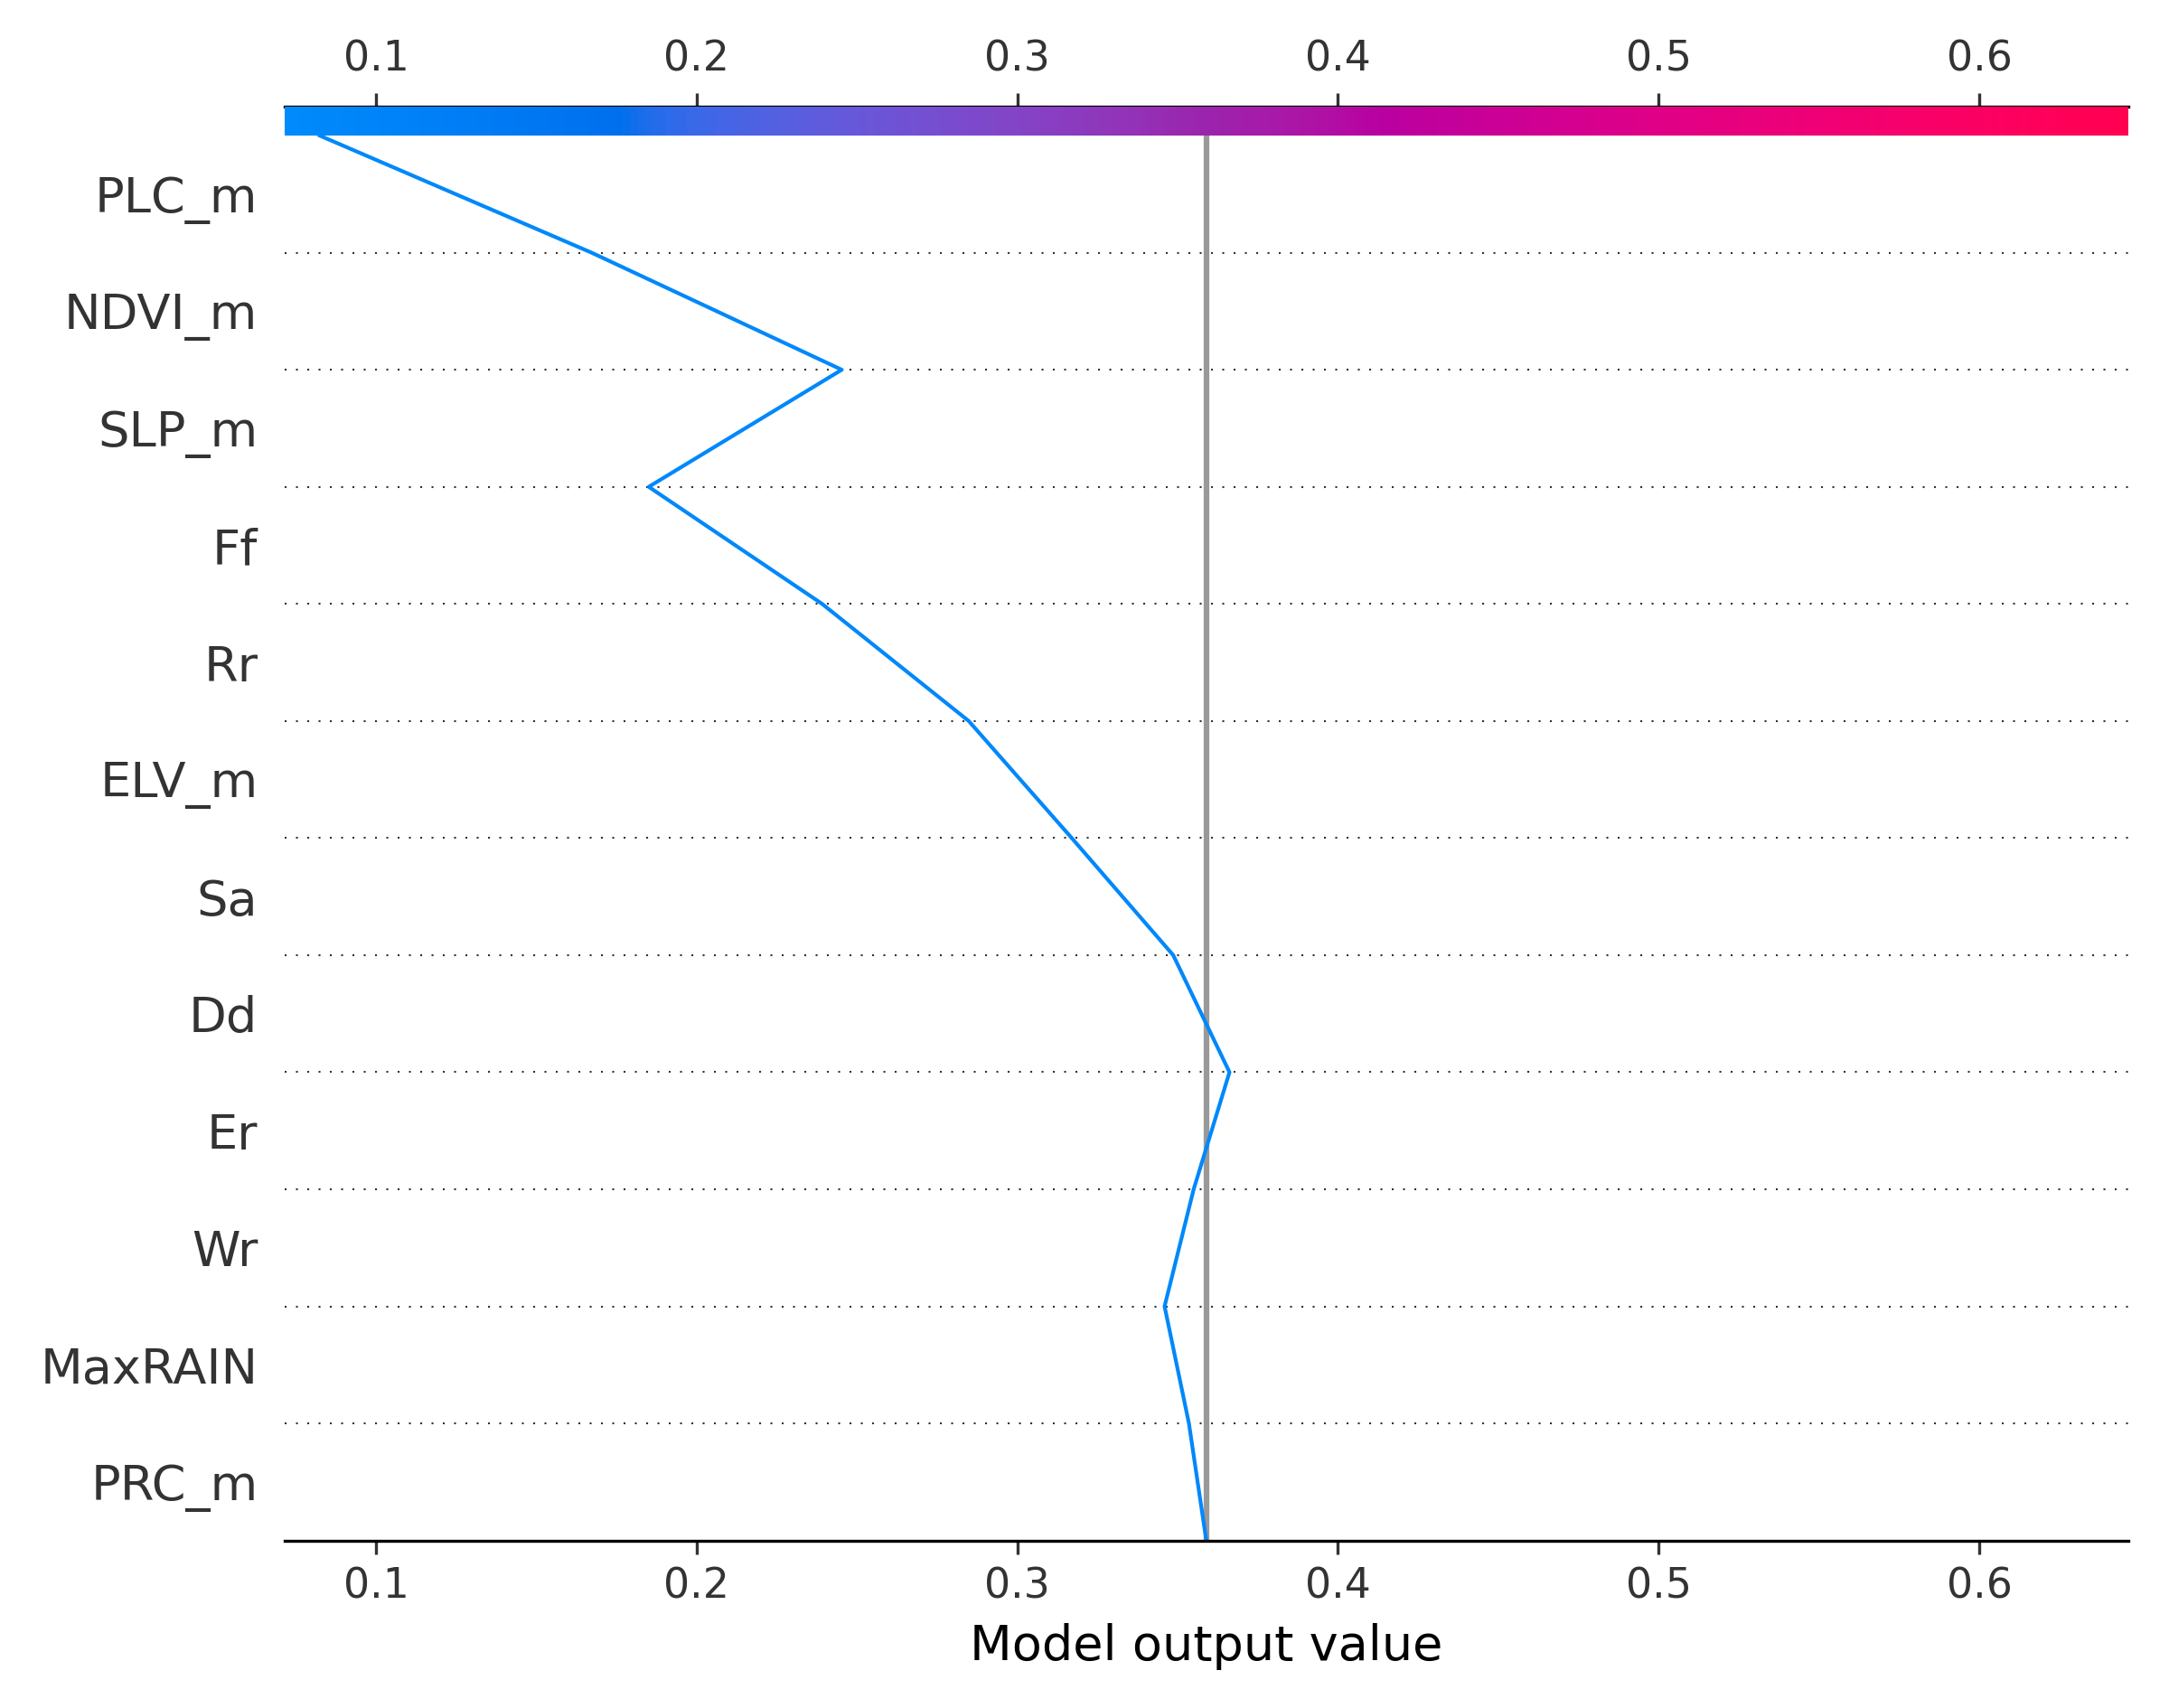 0.1 0.2 0.3 0.4 0.5 0.6
PLC_m
NDVI_m
SLP_m
Ff
Rr
ELV_m
Sa
Dd
Er
Wr
MaxRAIN
PRC_m
0.1 0.2 0.3 0.4 0.5 0.6
Model output value